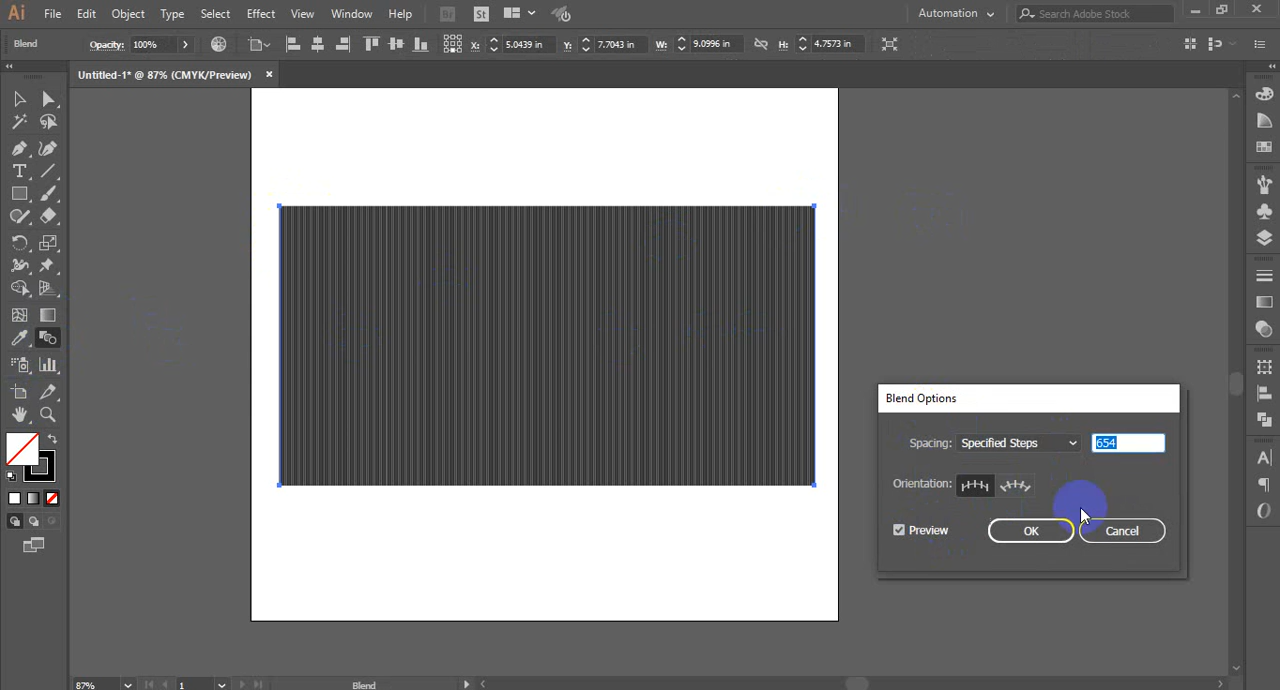 Ai File Edit Object Type Select Effect View Window Help Br St Automation Search Adobe Stock
Blend Opacity: 100% X: 5.0439 in Y: 7.7043 in W: 9.0996 in H: 4.7573 in
Untitled-1* @ 87% (CMYK/Preview) ×
Blend Options
Spacing: Specified Steps 654
Orientation:
Preview OK Cancel
87% 1 Blend